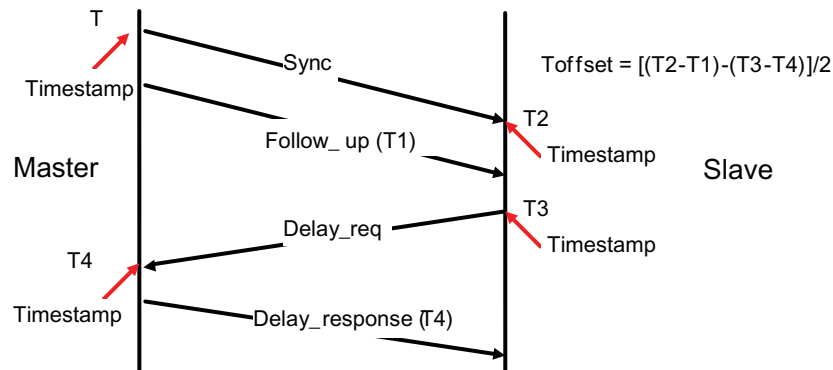 T
Sync
Toffset = [(T2-T1)-(T3-T4)]/2
Timestamp
T2
Follow_ up (T1)
Timestamp
Master
Slave
T3
Delay_req
Timestamp
T4
Timestamp
Delay_response (T4)